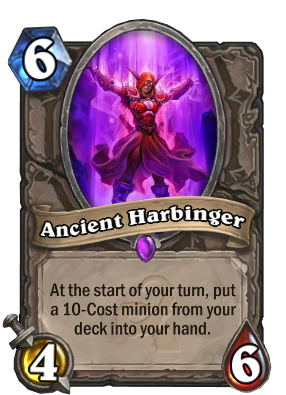 6
Ancient Harbinger
At the start of your turn, put
a 10-Cost minion from your
deck into your hand.
4
6